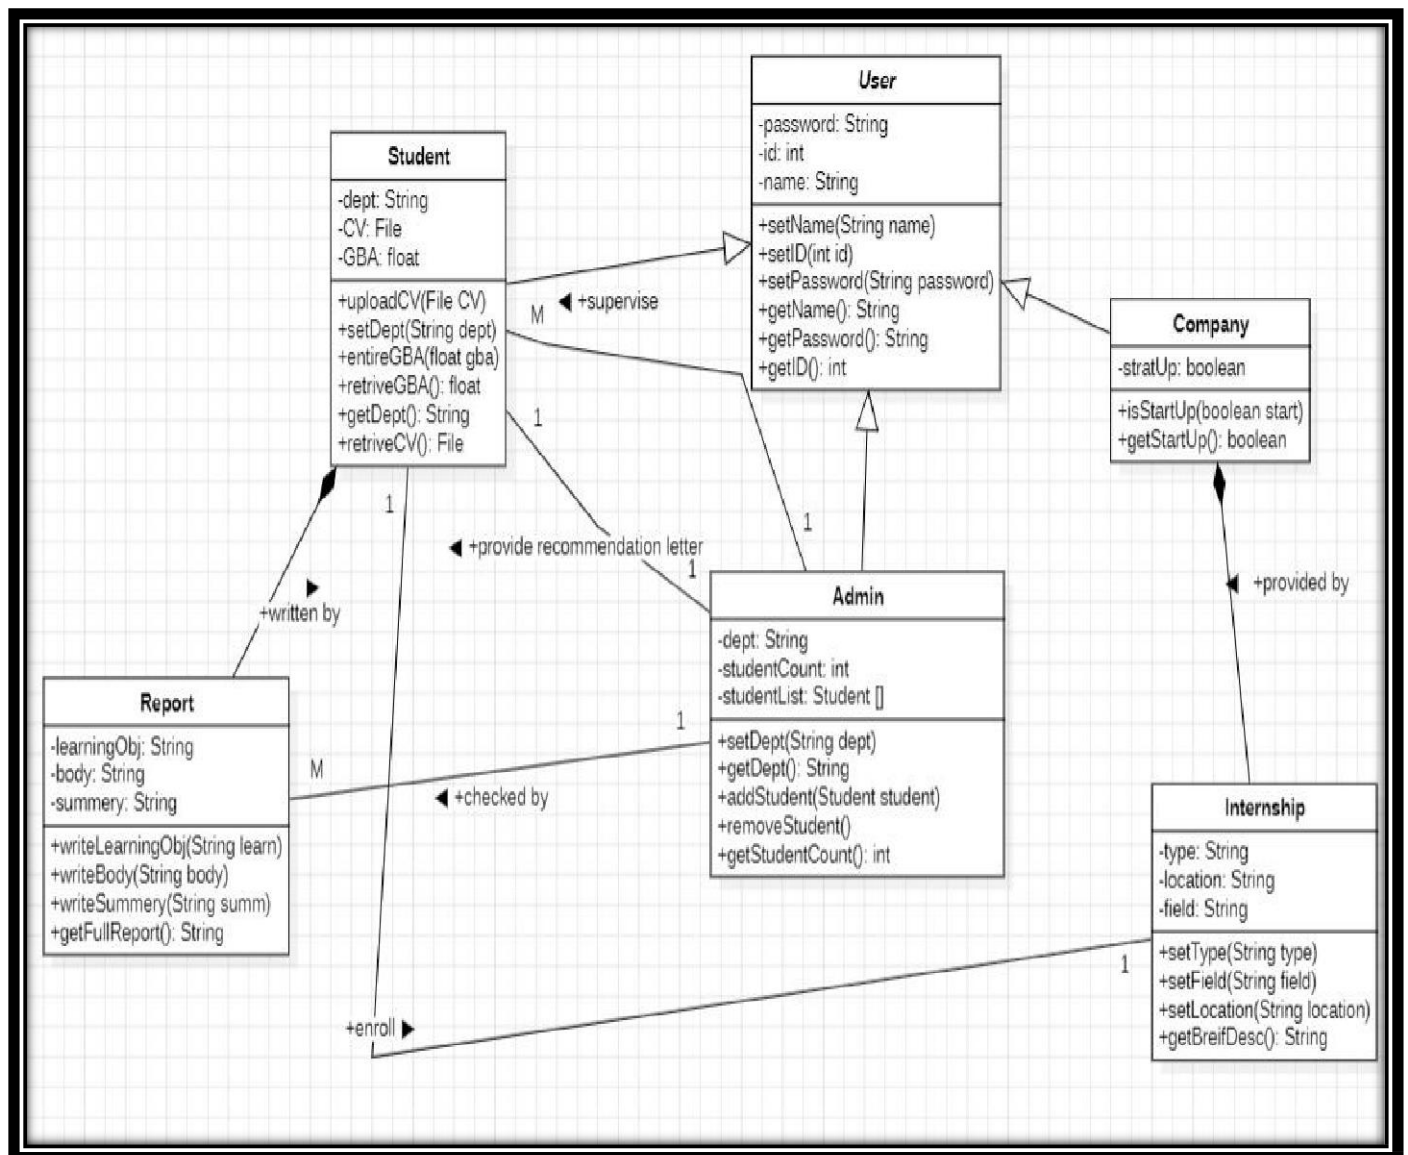 User
-password: String
-id: int
-name: String
+setName(String name)
+setID(int id)
+setPassword(String password)
+getName(): String
+getPassword(): String
+getID(): int
Student
-dept: String
-CV: File
-GBA: float
+uploadCV(File CV)
+setDept(String dept)
+entireGBA(float gba)
+retriveGBA(): float
+getDept(): String
+retriveCV(): File
M
+supervise
1
Company
-stratUp: boolean
+isStartUp(boolean start)
+getStartUp(): boolean
1
1
+provide recommendation letter
1
+written by
+provided by
Admin
-dept: String
-studentCount: int
-studentList: Student []
+setDept(String dept)
+getDept(): String
+addStudent(Student student)
+removeStudent()
+getStudentCount(): int
Report
-learningObj: String
-body: String
-summery: String
+writeLearningObj(String learn)
+writeBody(String body)
+writeSummery(String summ)
+getFullReport(): String
1
M
+checked by
Internship
-type: String
-location: String
-field: String
+setType(String type)
+setField(String field)
+setLocation(String location)
+getBreifDesc(): String
1
+enroll